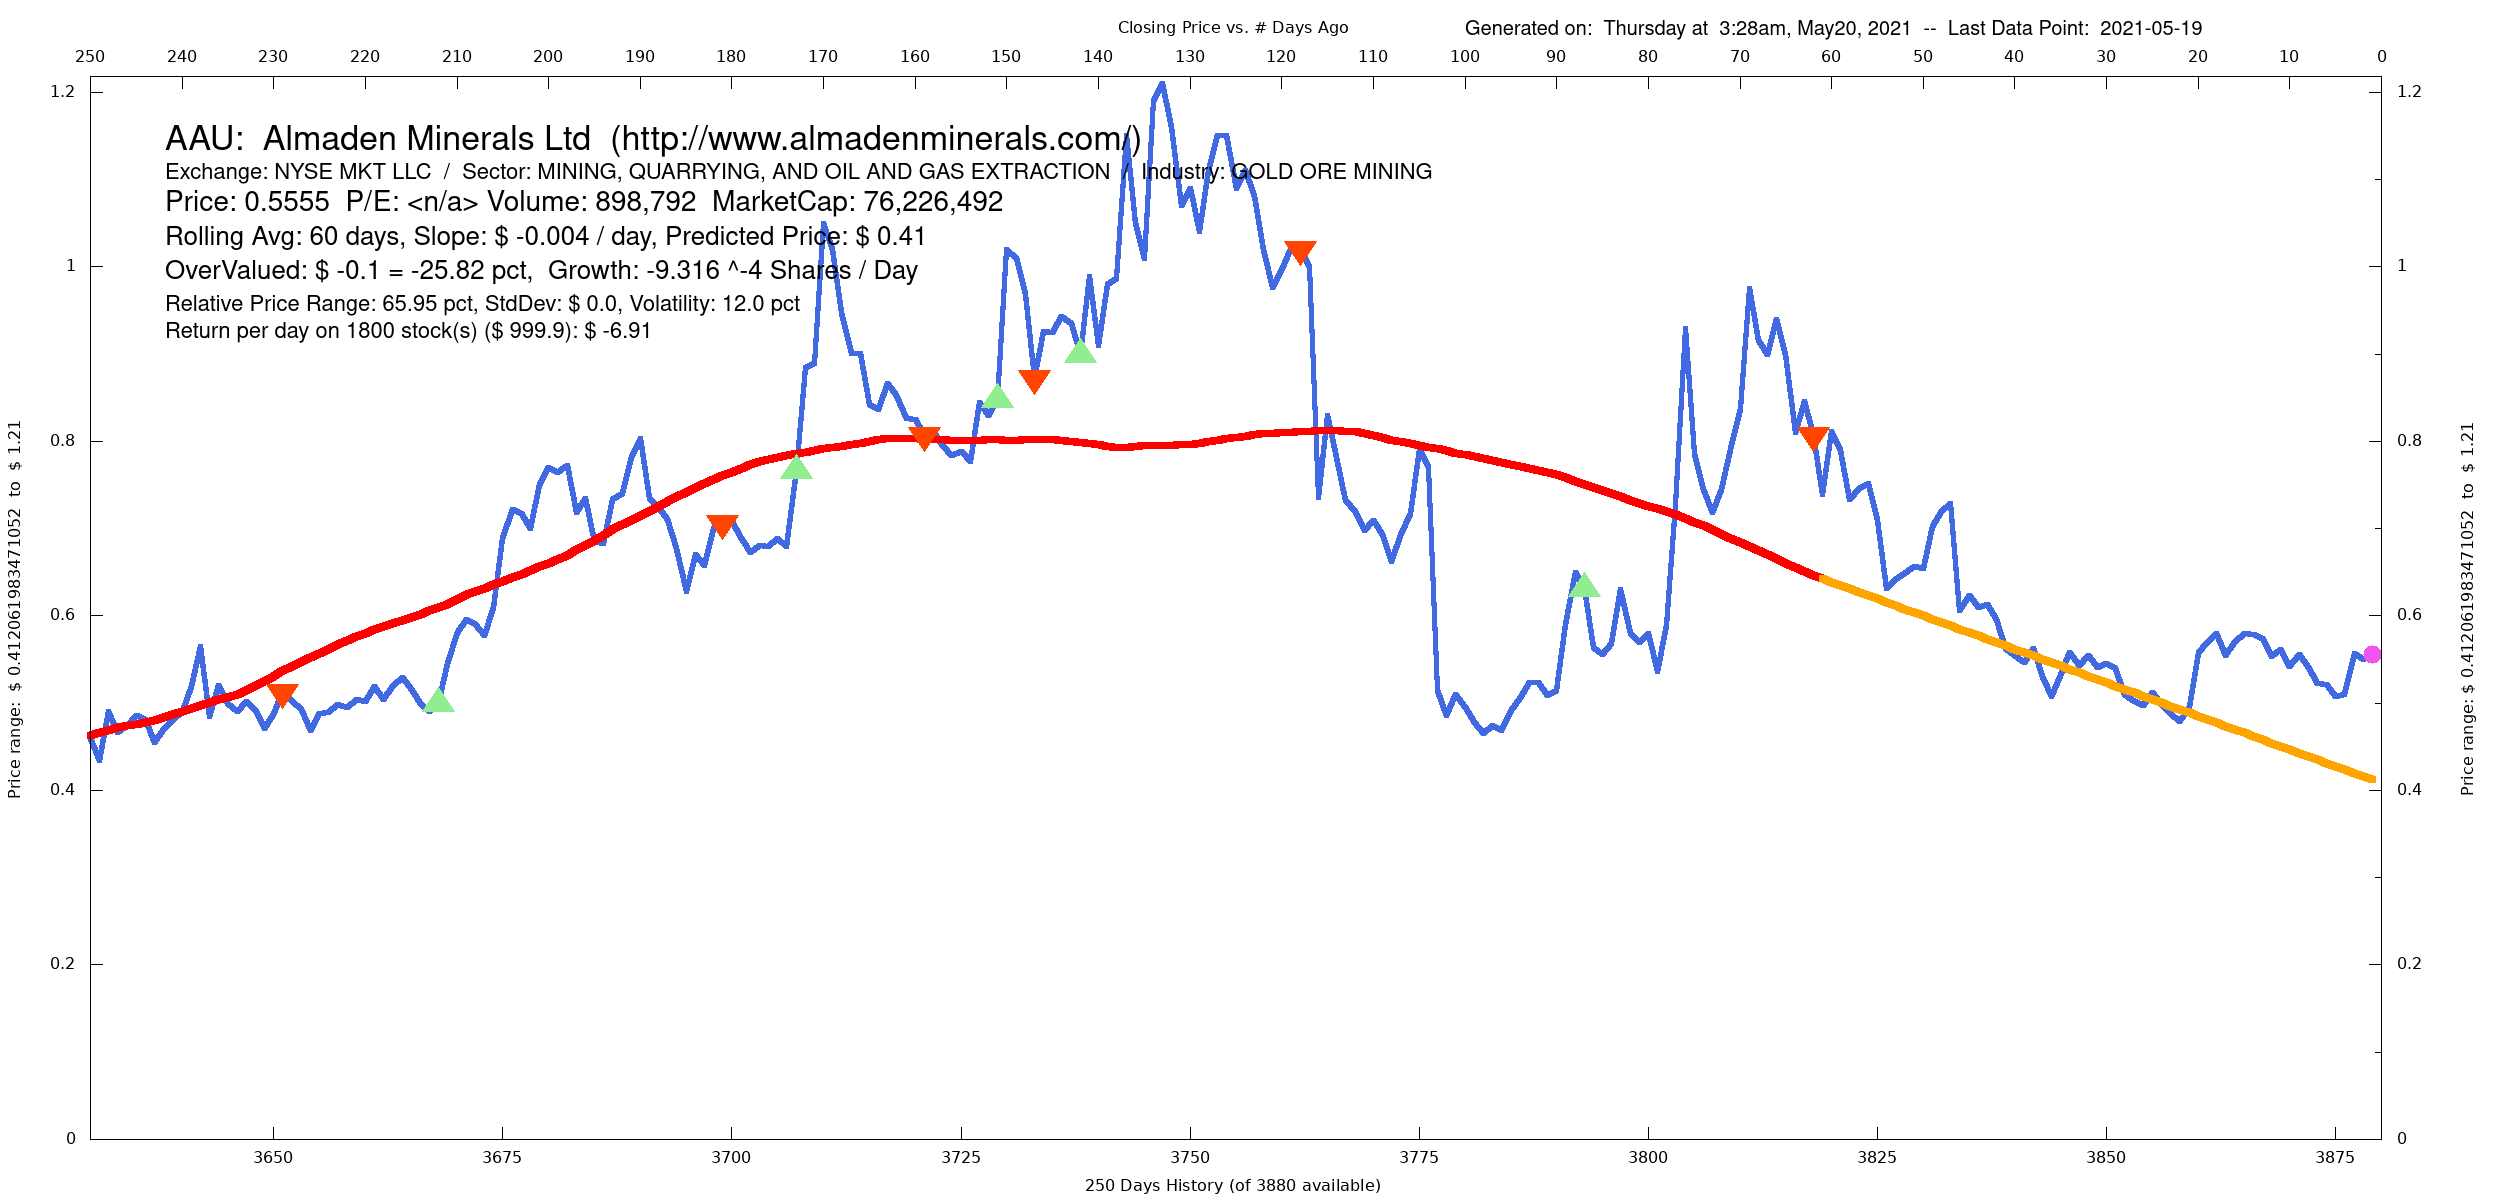 Closing Price vs. # Days Ago
Generated on:  Thursday at  3:28am, May20, 2021  --  Last Data Point:  2021-05-19
250 240 230 220 210 200 190 180 170 160 150 140 130 120 110 100 90 80 70 60 50 40 30 20 10 0
1.2 1.2
AAU:  Almaden Minerals Ltd  (http://www.almadenminerals.com/)
Exchange: NYSE MKT LLC  /  Sector: MINING, QUARRYING, AND OIL AND GAS EXTRACTION  /  Industry: GOLD ORE MINING
Price: 0.5555  P/E: <n/a> Volume: 898,792  MarketCap: 76,226,492
Rolling Avg: 60 days, Slope: $ -0.004 / day, Predicted Price: $ 0.41
1 1
OverValued: $ -0.1 = -25.82 pct,  Growth: -9.316 ^-4 Shares / Day
Relative Price Range: 65.95 pct, StdDev: $ 0.0, Volatility: 12.0 pct
Return per day on 1800 stock(s) ($ 999.9): $ -6.91
0.8 0.8
Price range: $ 0.412061983471052  to  $ 1.21
Price range: $ 0.412061983471052  to  $ 1.21
0.6 0.6
0.4 0.4
0.2 0.2
0 0
3650 3675 3700 3725 3750 3775 3800 3825 3850 3875
250 Days History (of 3880 available)